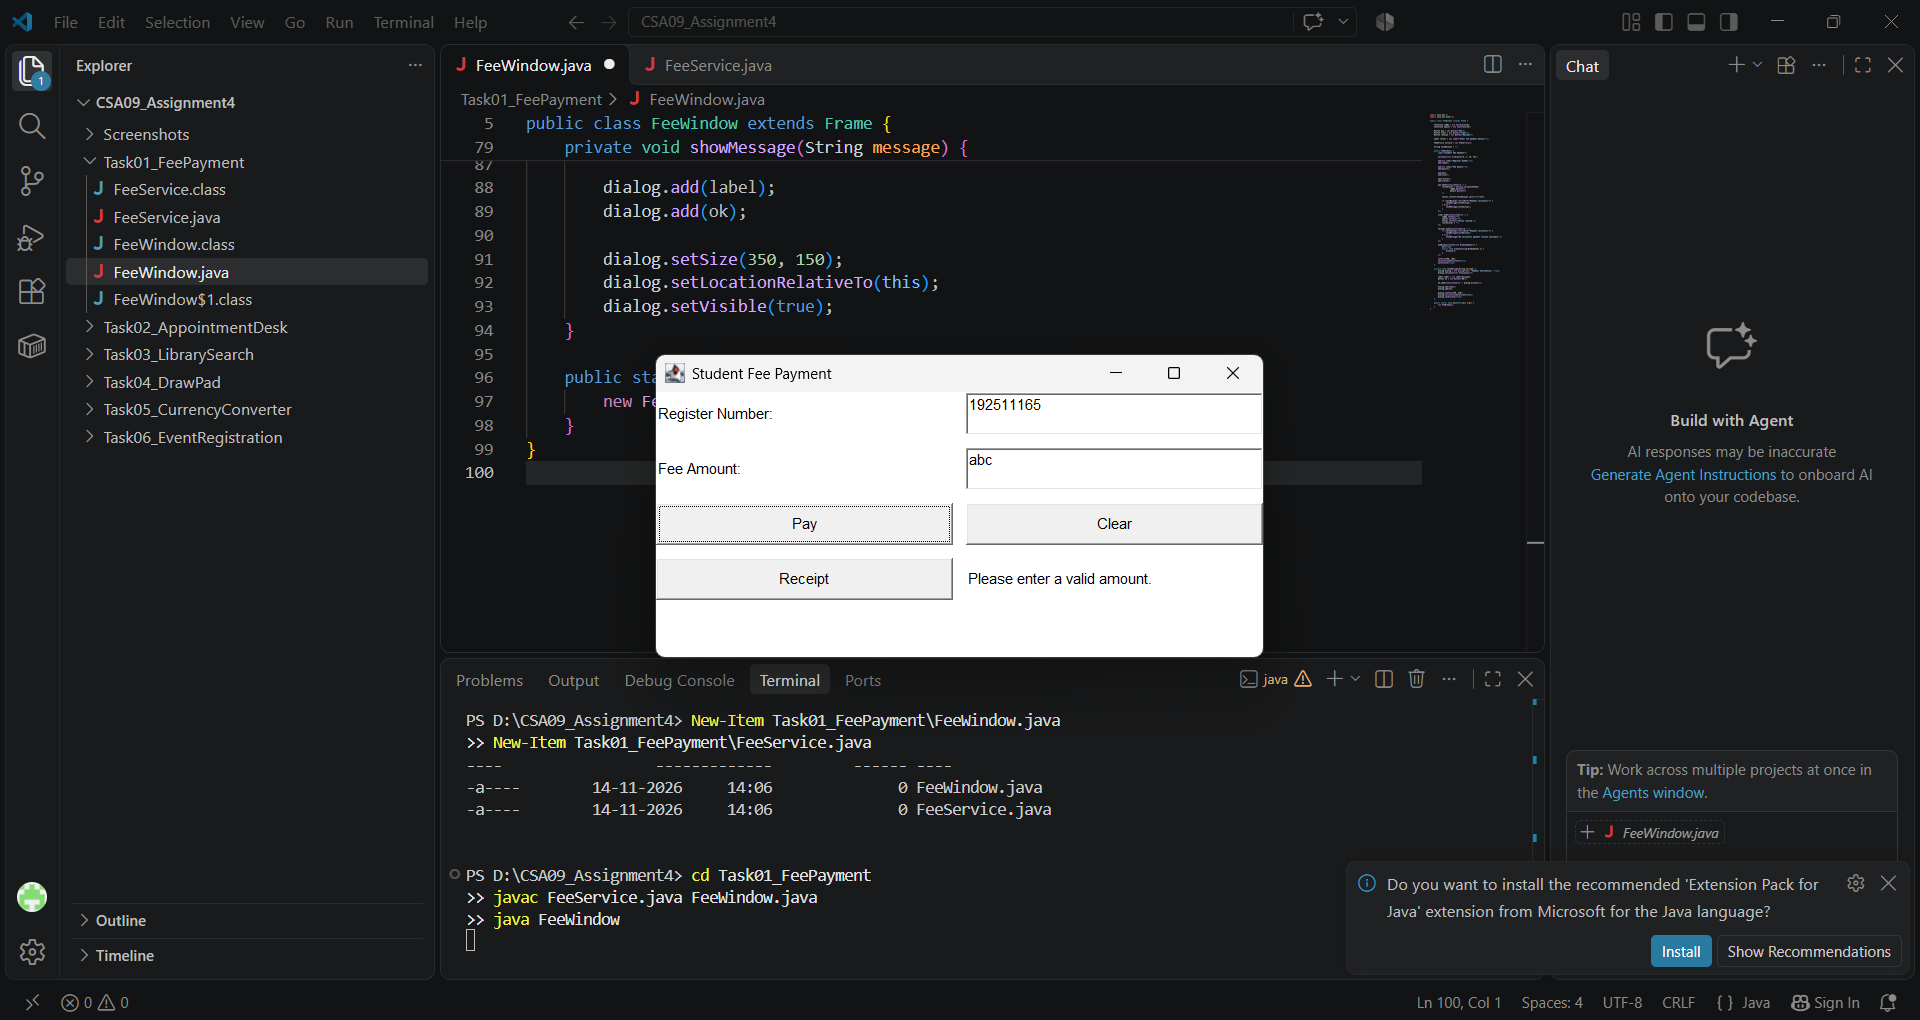 File Edit Selection View Go Run Terminal Help
CSA09_Assignment4
Explorer
CSA09_Assignment4
Screenshots
Task01_FeePayment
FeeService.class
FeeService.java
FeeWindow.class
FeeWindow.java
FeeWindow$1.class
Task02_AppointmentDesk
Task03_LibrarySearch
Task04_DrawPad
Task05_CurrencyConverter
Task06_EventRegistration
Outline
Timeline
1
FeeWindow.java
FeeService.java
Task01_FeePayment > FeeWindow.java
5 public class FeeWindow extends Frame {
79 private void showMessage(String message) {
87
88 dialog.add(label);
89 dialog.add(ok);
90
91 dialog.setSize(350, 150);
92 dialog.setLocationRelativeTo(this);
93 dialog.setVisible(true);
94 }
95
96 public sta
97 new Fe
98 }
99 }
100
Student Fee Payment
Register Number: 192511165
Fee Amount: abc
Pay Clear
Receipt Please enter a valid amount.
Problems Output Debug Console Terminal Ports
java
PS D:\CSA09_Assignment4> New-Item Task01_FeePayment\FeeWindow.java
>> New-Item Task01_FeePayment\FeeService.java
---- ------------- ------ ----
-a---- 14-11-2026 14:06 0 FeeWindow.java
-a---- 14-11-2026 14:06 0 FeeService.java
PS D:\CSA09_Assignment4> cd Task01_FeePayment
>> javac FeeService.java FeeWindow.java
>> java FeeWindow
Chat
Build with Agent
AI responses may be inaccurate
Generate Agent Instructions to onboard AI
onto your codebase.
Tip: Work across multiple projects at once in
the Agents window.
FeeWindow.java
Do you want to install the recommended 'Extension Pack for
Java' extension from Microsoft for the Java language?
Install Show Recommendations
0 0
Ln 100, Col 1 Spaces: 4 UTF-8 CRLF { } Java Sign In